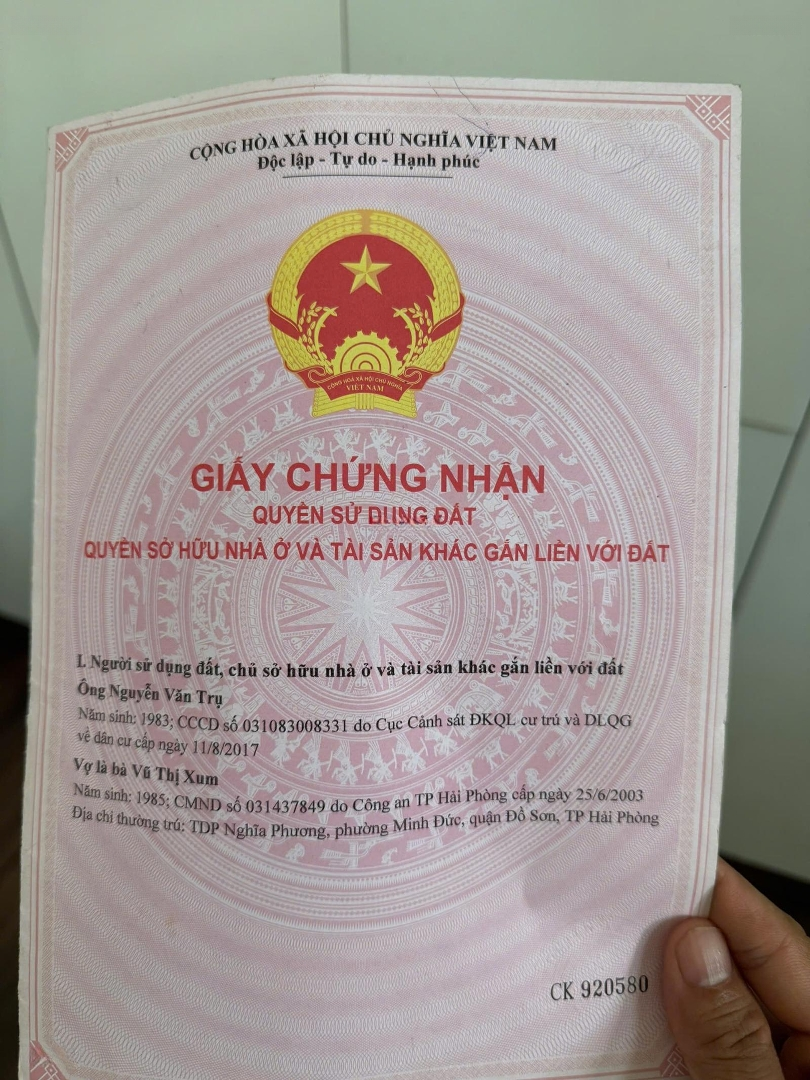 CỘNG HÒA XÃ HỘI CHỦ NGHĨA VIỆT NAM
Độc lập - Tự do - Hạnh phúc
CỘNG HÒA XÃ HỘI CHỦ NGHĨA
VIỆT NAM
GIẤY CHỨNG NHẬN
QUYỀN SỬ DỤNG ĐẤT
QUYỀN SỞ HỮU NHÀ Ở VÀ TÀI SẢN KHÁC GẮN LIỀN VỚI ĐẤT
I. Người sử dụng đất, chủ sở hữu nhà ở và tài sản khác gắn liền với đất
Ông Nguyễn Văn Trụ
Năm sinh: 1983; CCCD số 031083008331 do Cục Cảnh sát ĐKQL cư trú và DLQG
về dân cư cấp ngày 11/8/2017
Vợ là bà Vũ Thị Xum
Năm sinh: 1985; CMND số 031437849 do Công an TP Hải Phòng cấp ngày 25/6/2003
Địa chỉ thường trú: TDP Nghĩa Phương, phường Minh Đức, quận Đồ Sơn, TP Hải Phòng
CK 920580